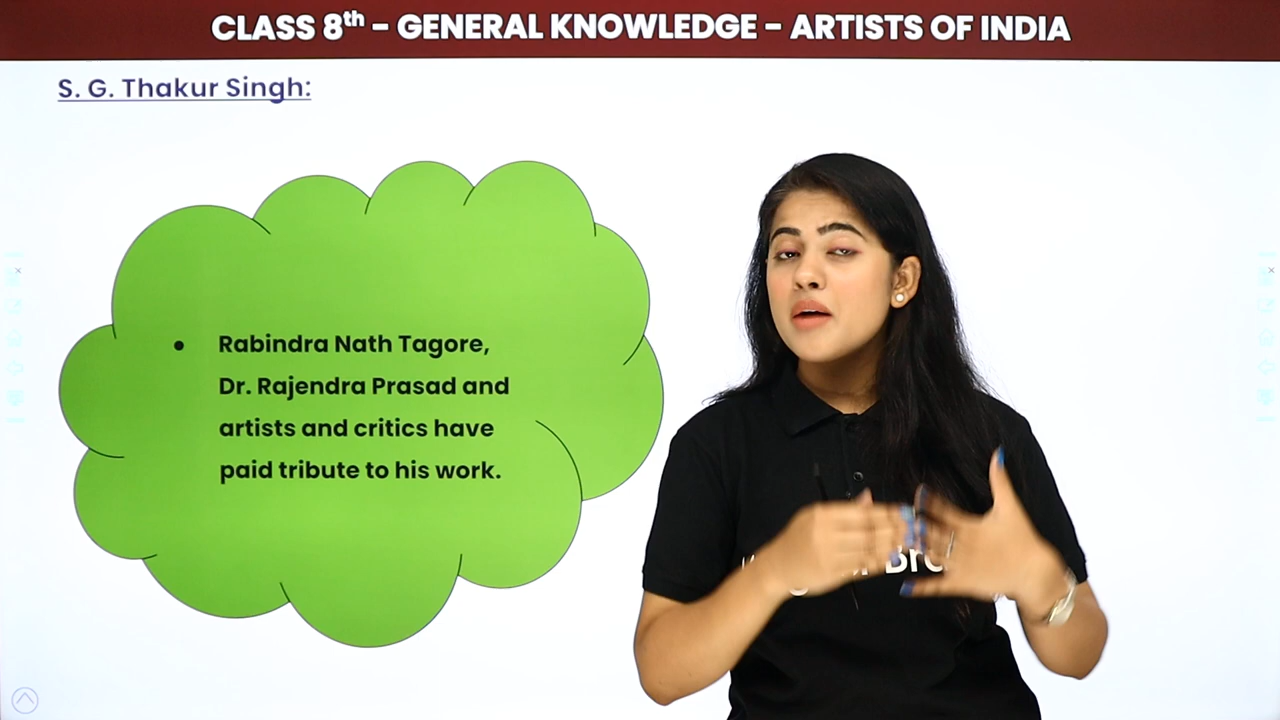 CLASS 8th - GENERAL KNOWLEDGE - ARTISTS OF INDIA
S. G. Thakur Singh:
• Rabindra Nath Tagore,
Dr. Rajendra Prasad and
artists and critics have
paid tribute to his work.